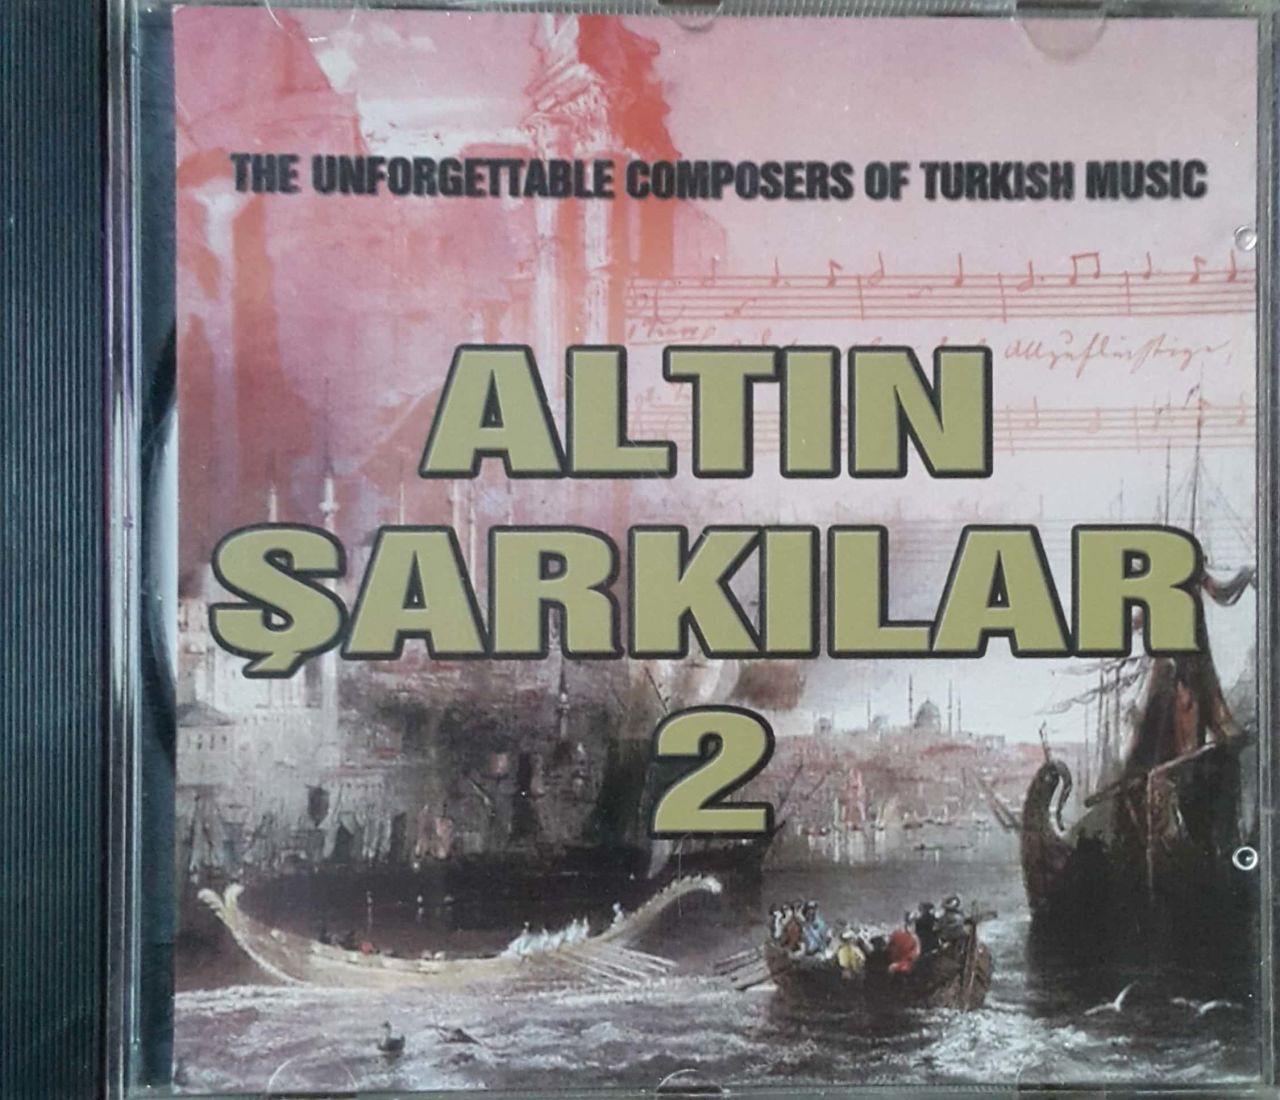 THE UNFORGETTABLE COMPOSERS OF TURKISH MUSIC
ALTIN
ŞARKILAR
2